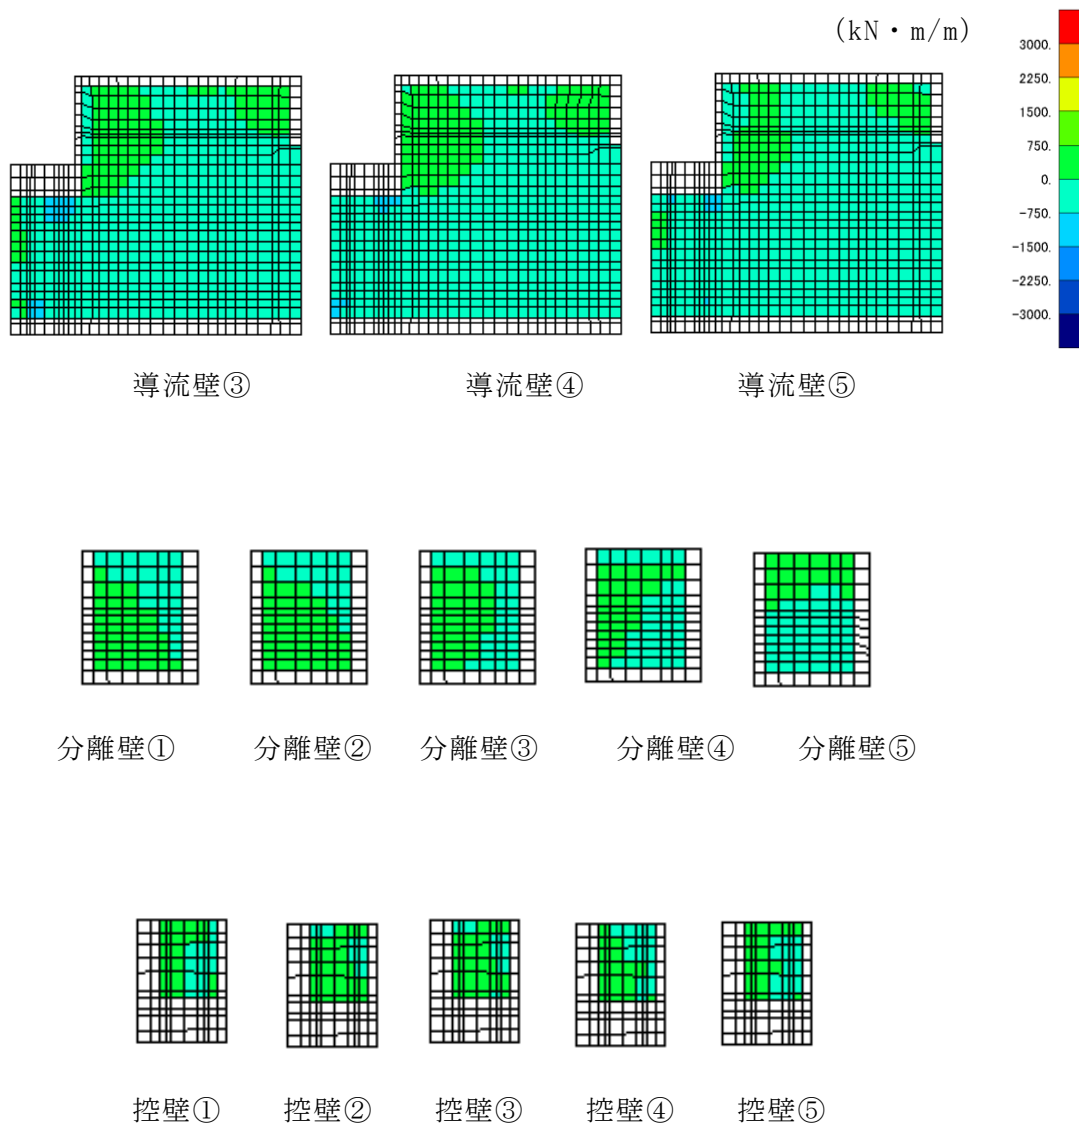 (kN・m/m)
3000.
2250.
1500.
750.
0.
-750.
-1500.
-2250.
-3000.
導流壁③ 導流壁④ 導流壁⑤
分離壁① 分離壁② 分離壁③ 分離壁④ 分離壁⑤
控壁① 控壁② 控壁③ 控壁④ 控壁⑤